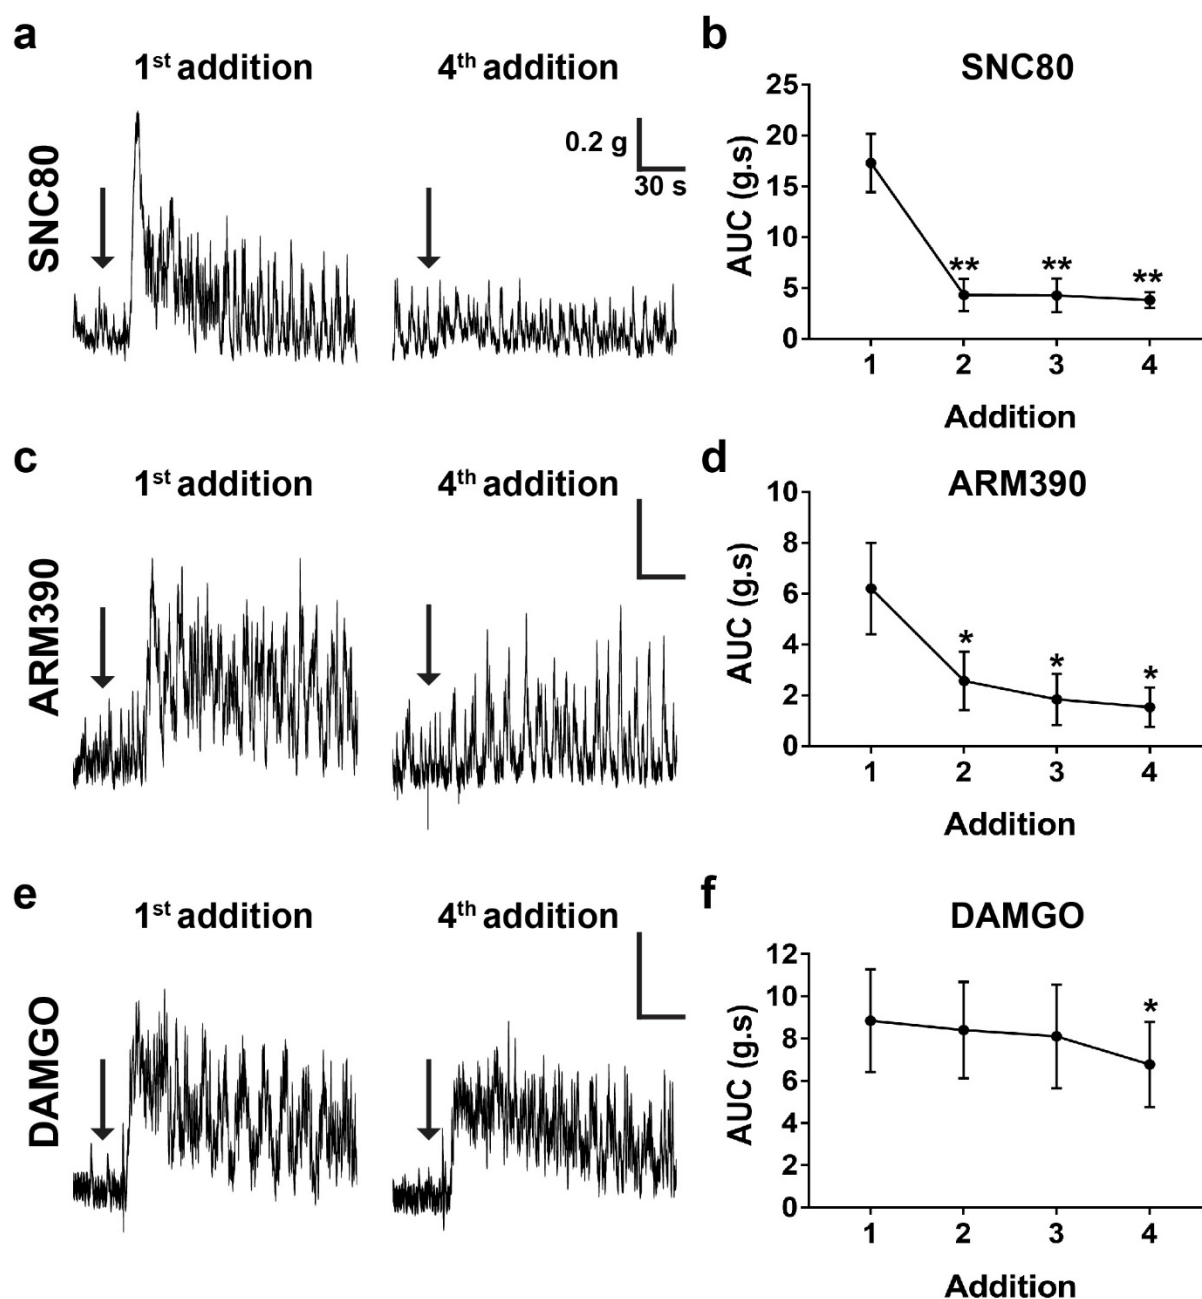 a
1st addition
4th addition
SNC80
0.2 g
30 s
b
SNC80
AUC (g.s)
25
20
15
10
5
0
**
**
**
1 2 3 4
Addition
c
1st addition
4th addition
ARM390
d
ARM390
AUC (g.s)
10
8
6
4
2
0
*
*
*
1 2 3 4
Addition
e
1st addition
4th addition
DAMGO
f
DAMGO
AUC (g.s)
12
10
8
6
4
2
0
*
1 2 3 4
Addition